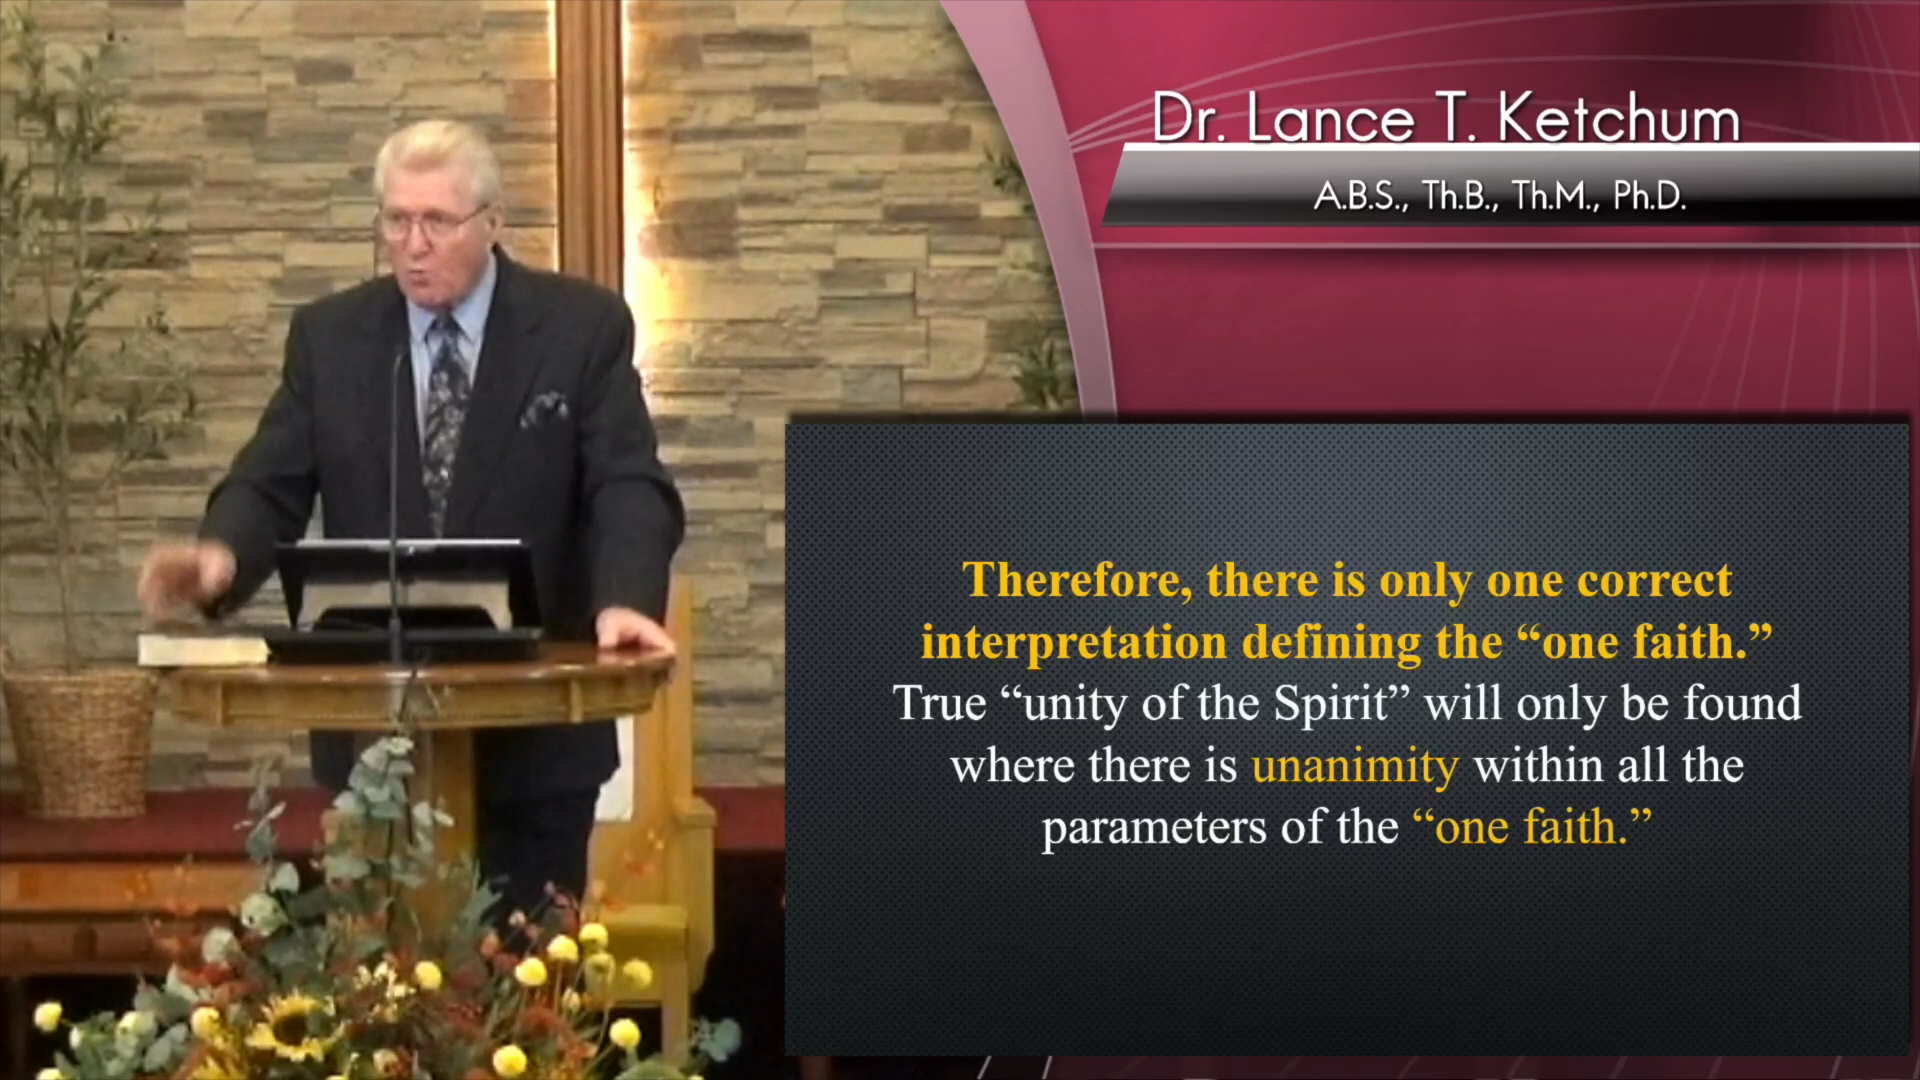 Dr. Lance T. Ketchum
A.B.S., Th.B., Th.M., Ph.D.
Therefore, there is only one correct
interpretation defining the “one faith.”
True “unity of the Spirit” will only be found
where there is unanimity within all the
parameters of the “one faith.”